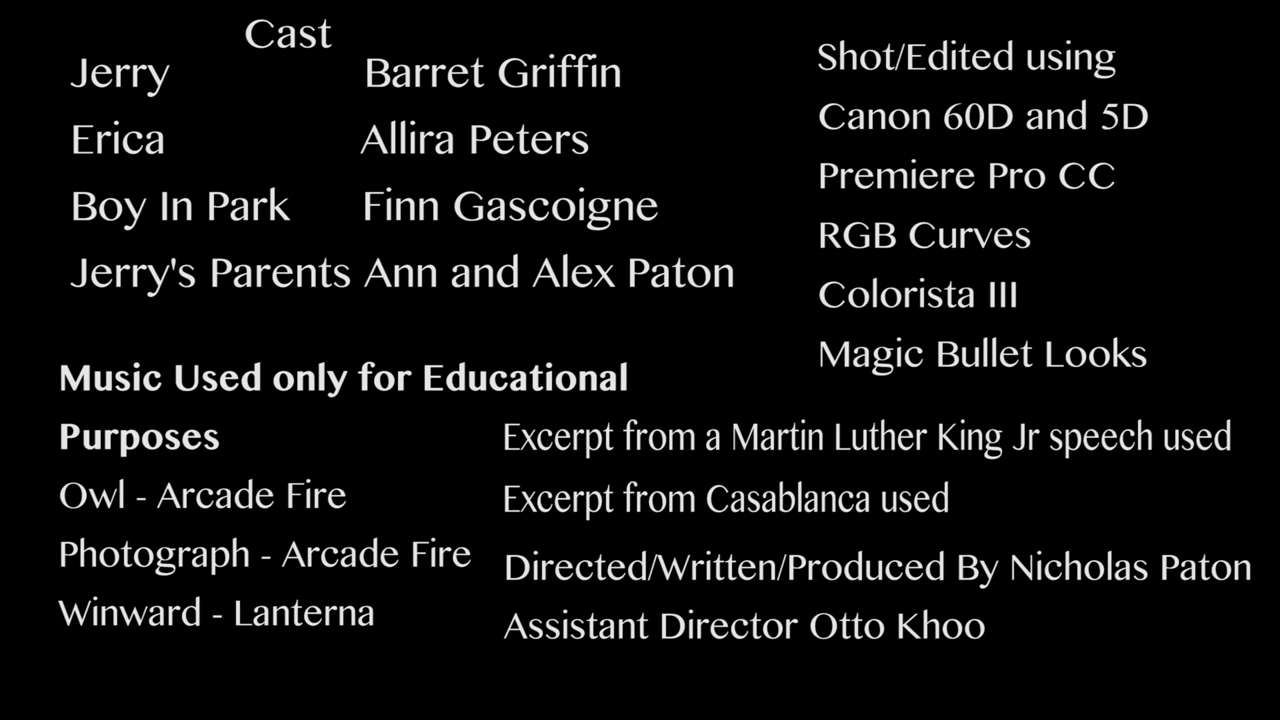 Cast
Jerry Barret Griffin
Erica Allira Peters
Boy In Park Finn Gascoigne
Jerry's Parents Ann and Alex Paton
Shot/Edited using
Canon 60D and 5D
Premiere Pro CC
RGB Curves
Colorista III
Magic Bullet Looks
Music Used only for Educational
Purposes
Owl - Arcade Fire
Photograph - Arcade Fire
Winward - Lanterna
Excerpt from a Martin Luther King Jr speech used
Excerpt from Casablanca used
Directed/Written/Produced By Nicholas Paton
Assistant Director Otto Khoo